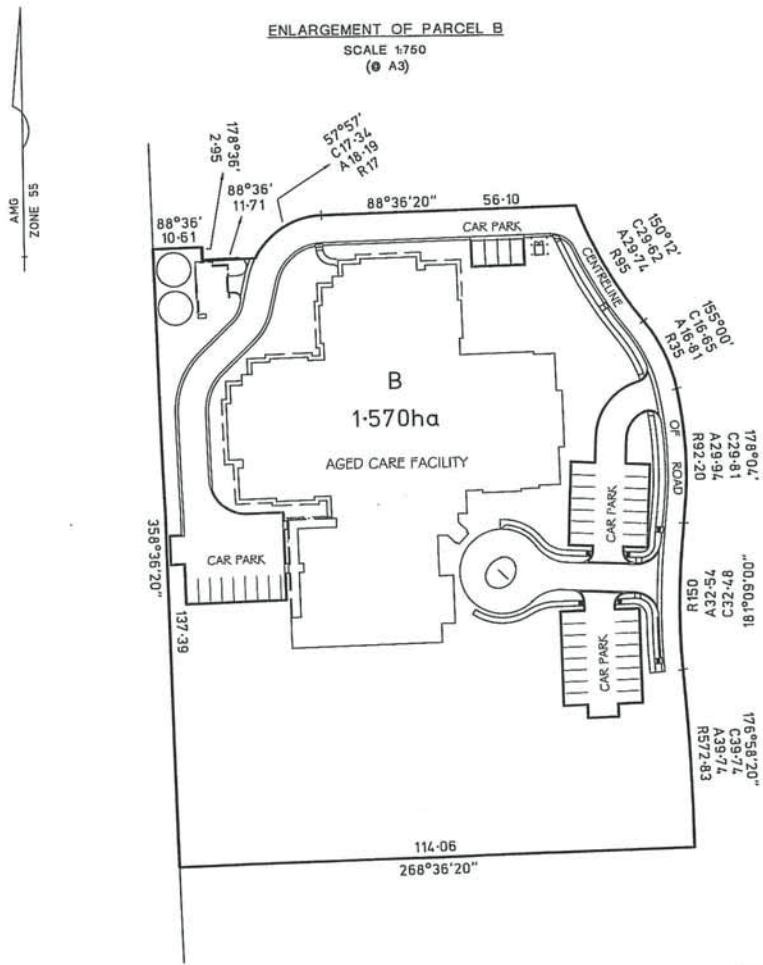 ENLARGEMENT OF PARCEL B
SCALE 1:750
(@ A3)
AMG
ZONE 55
178°36'
2·95
88°36'
11·71
57°57'
C17·34
A18·19
R17
88°36'
10·61
88°36'20"
56·10
CAR PARK
150°12'
C29·62
A29·74
R95
CENTRELINE
155°00'
C16·65
A16·81
R35
OF
ROAD
178°04'
C29·81
A29·94
R92·20
B
1·570ha
AGED CARE FACILITY
CAR PARK
CAR PARK
358°36'20"
137·39
181°09'00"
C32·48
A32·54
R150
CAR PARK
176°58'20"
C39·74
A39·74
R572·83
114·06
268°36'20"